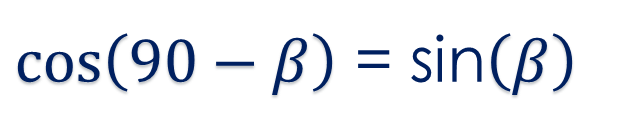 cos(90 − β) = sin(β)